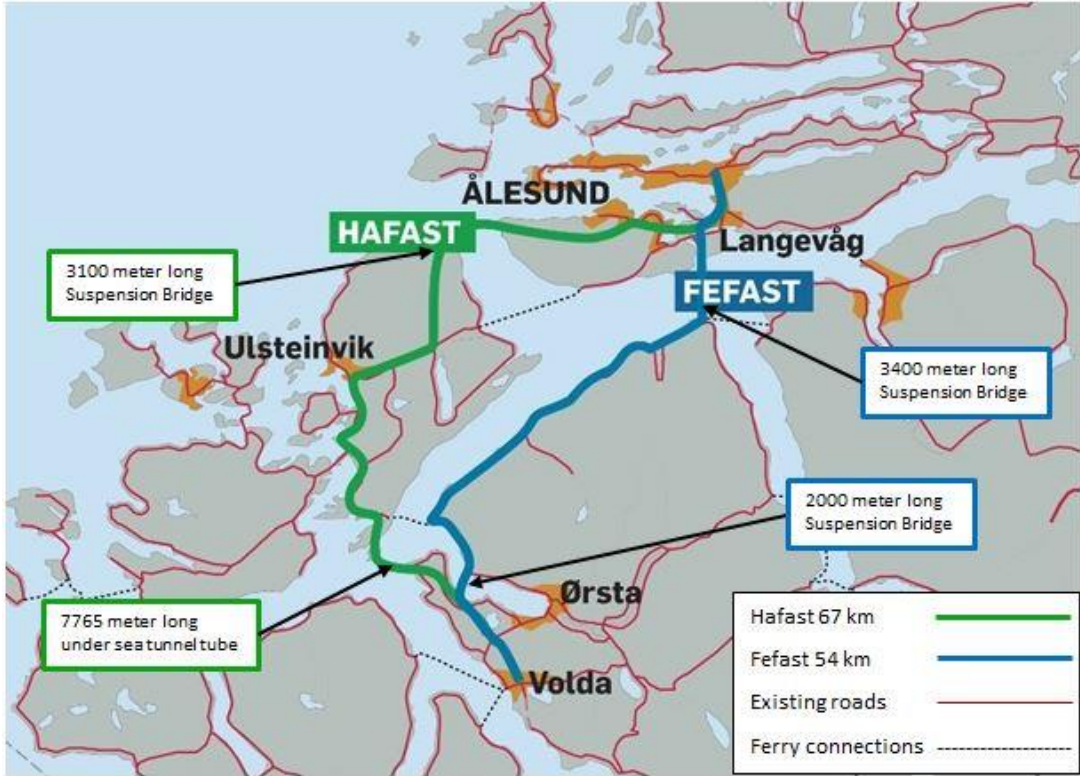 ÅLESUND
HAFAST
Langevåg
3100 meter long
Suspension Bridge
FEFAST
Ulsteinvik
3400 meter long
Suspension Bridge
2000 meter long
Suspension Bridge
Ørsta
7765 meter long
under sea tunnel tube
Volda
Hafast 67 km
Fefast 54 km
Existing roads
Ferry connections